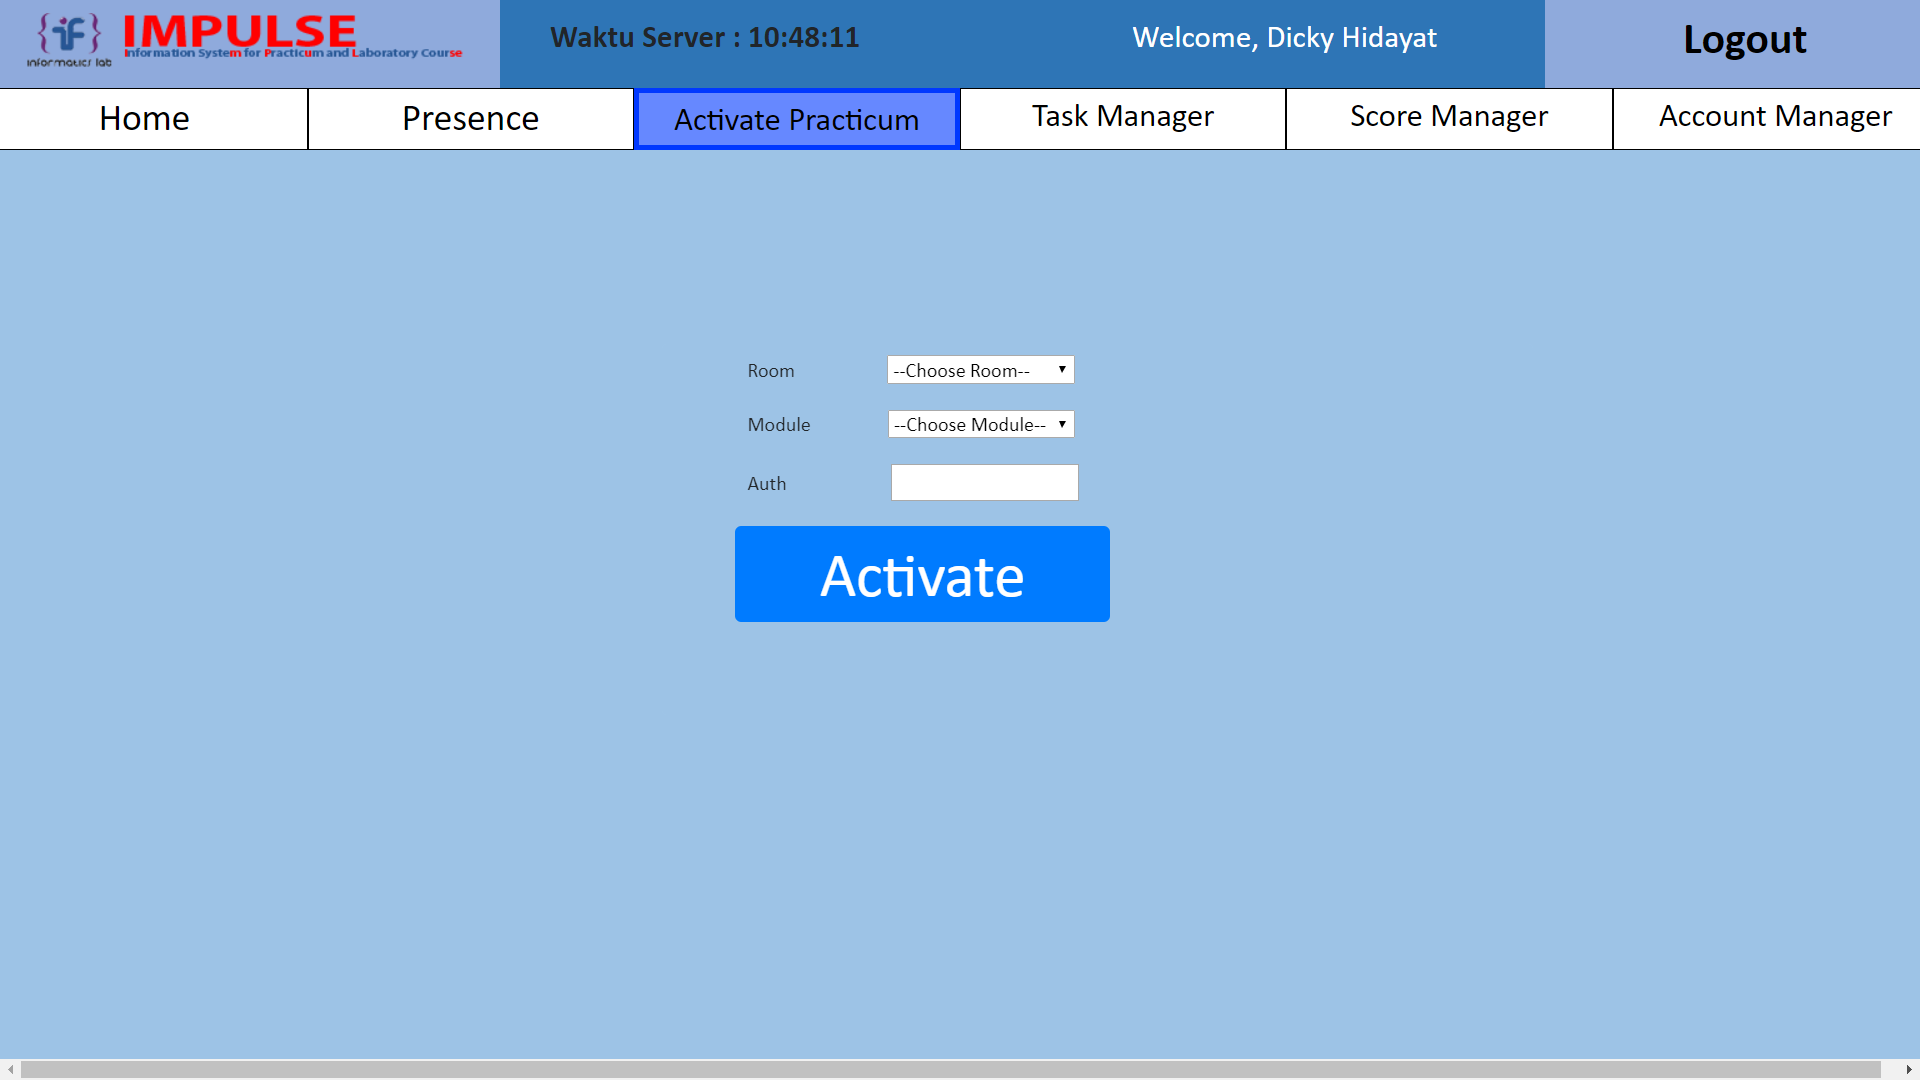 informatics lab
IMPULSE
Information System for Practicum and Laboratory Course
Waktu Server : 10:48:11
Welcome, Dicky Hidayat
Logout
Home
Presence
Activate Practicum
Task Manager
Score Manager
Account Manager
Room
--Choose Room--
Module
--Choose Module--
Auth
Activate